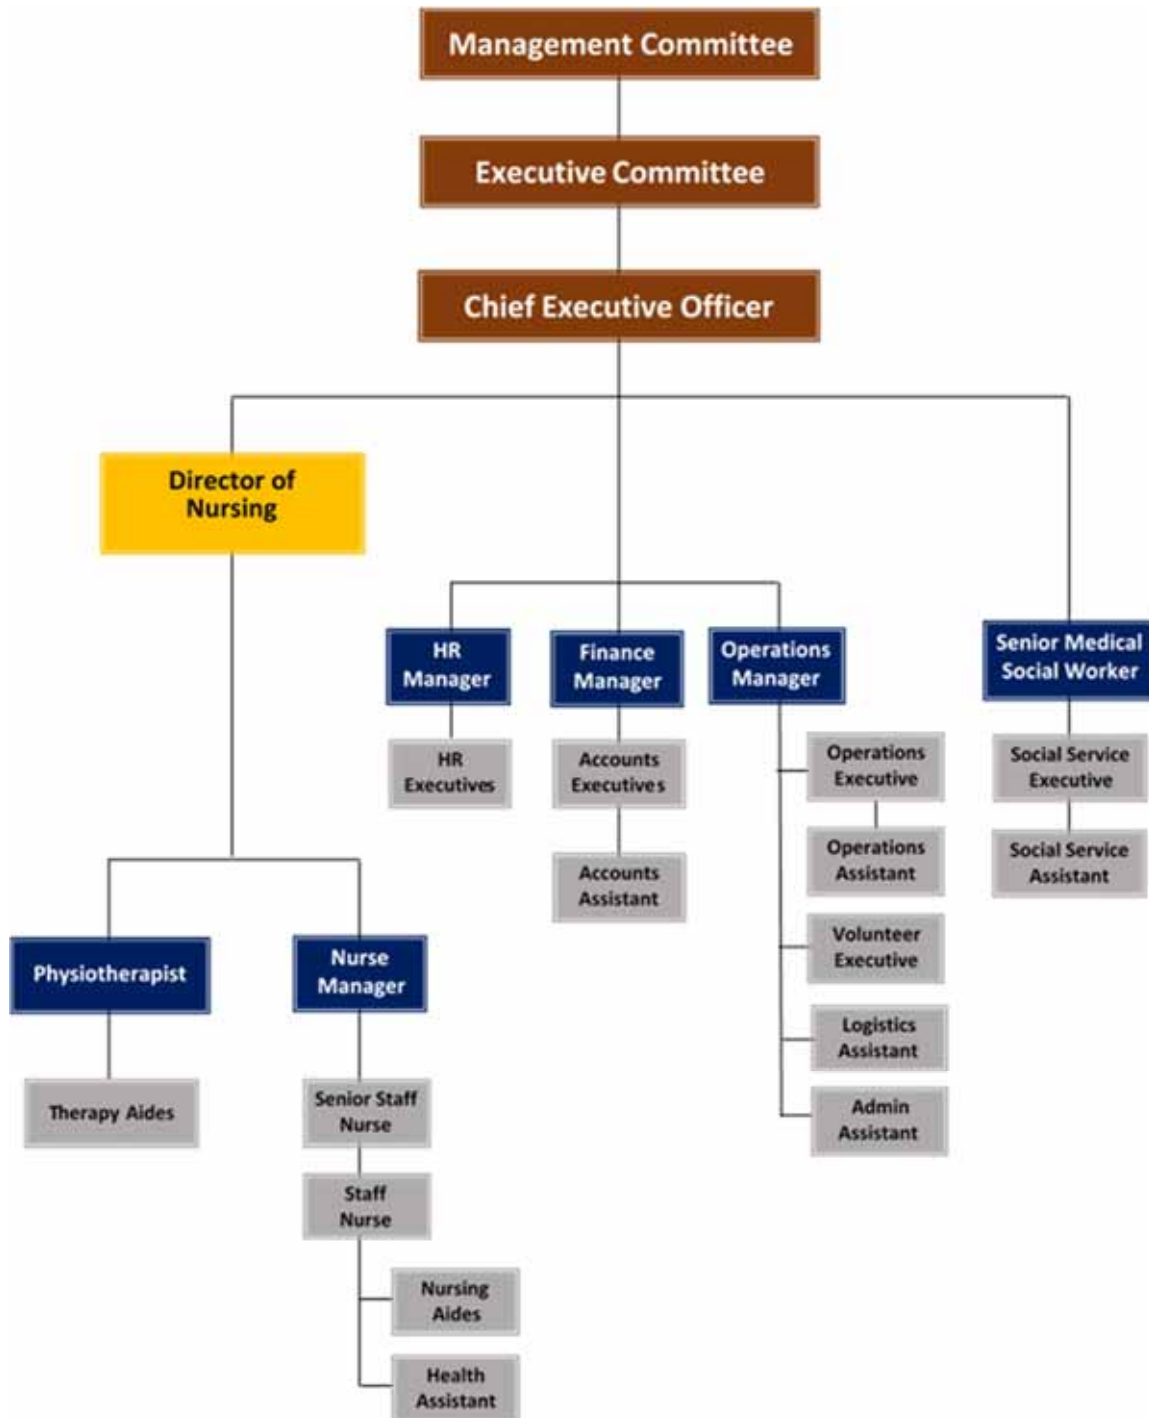 Management Committee
Executive Committee
Chief Executive Officer
Director of
Nursing
HR
Manager
Finance
Manager
Operations
Manager
Senior Medical
Social Worker
HR
Executives
Accounts
Executives
Operations
Executive
Social Service
Executive
Accounts
Assistant
Operations
Assistant
Social Service
Assistant
Physiotherapist
Nurse
Manager
Volunteer
Executive
Logistics
Assistant
Therapy Aides
Senior Staff
Nurse
Admin
Assistant
Staff
Nurse
Nursing
Aides
Health
Assistant